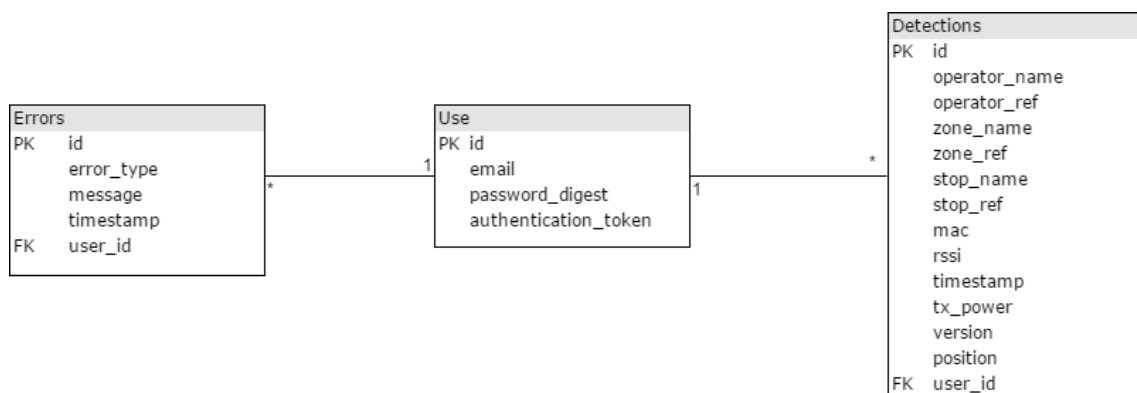 Errors
PK id
error_type
message
timestamp
FK user_id
*
1
Use
PK id
email
password_digest
authentication_token
1
*
Detections
PK id
operator_name
operator_ref
zone_name
zone_ref
stop_name
stop_ref
mac
rssi
timestamp
tx_power
version
position
FK user_id